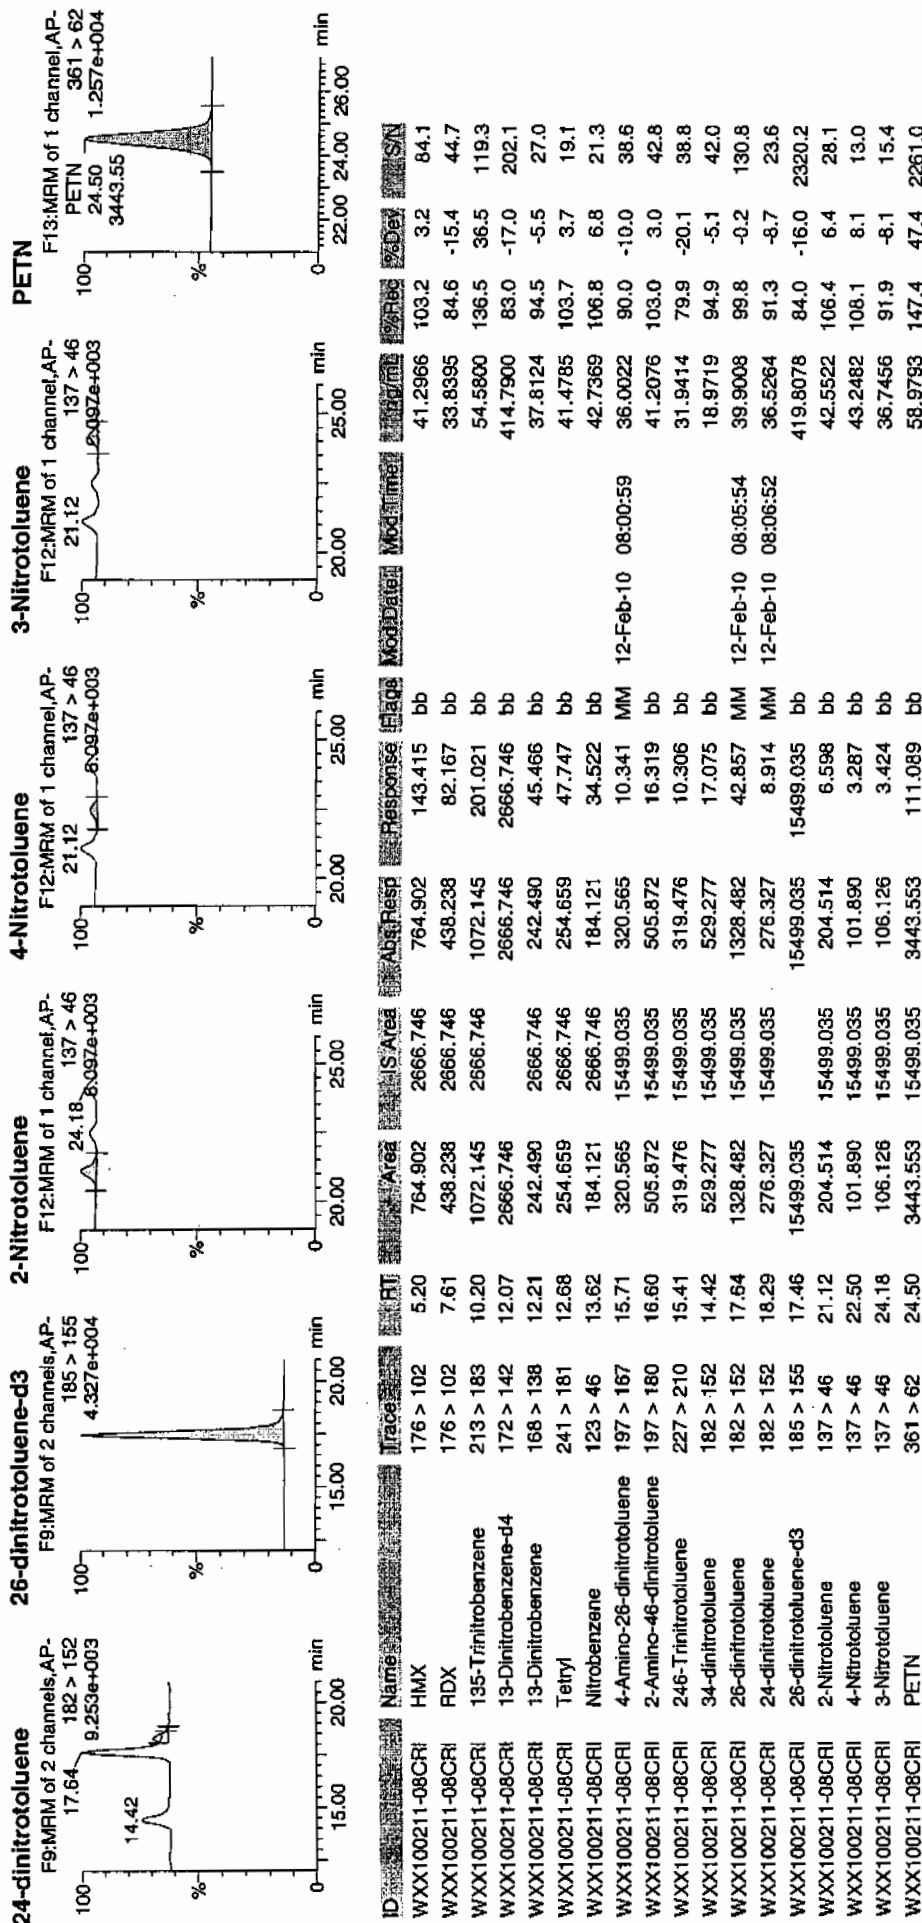 24-dinitrotoluene
F9:MRM of 2 channels,AP-
182 > 152
9.253e+003
17.64
14.42
100
%
0
15.00 20.00 min
26-dinitrotoluene-d3
F9:MRM of 2 channels,AP-
185 > 155
4.327e+004
100
%
0
15.00 20.00 min
2-Nitrotoluene
F12:MRM of 1 channel,AP-
137 > 46
24.18
6.097e+003
100
%
0
20.00 25.00 min
4-Nitrotoluene
F12:MRM of 1 channel,AP-
137 > 46
21.12
6.097e+003
100
%
0
20.00 25.00 min
3-Nitrotoluene
F12:MRM of 1 channel,AP-
137 > 46
21.12
6.097e+003
100
%
0
20.00 25.00 min
PETN
F13:MRM of 1 channel,AP-
PETN 361 > 62
24.50 1.257e+004
3443.55
100
%
0
22.00 24.00 26.00 min
ID Name Trace RT Area IS Area Abs.Resp Response Flags Mod.Date Mod.Time ng/mL %Rec %Dev S/N
WXX100211-08CRI HMX 176 > 102 5.20 764.902 2666.746 764.902 143.415 bb 41.2966 103.2 3.2 84.1
WXX100211-08CRI RDX 176 > 102 7.61 438.238 2666.746 438.238 82.167 bb 33.8395 84.6 -15.4 44.7
WXX100211-08CRI 135-Trinitrobenzene 213 > 183 10.20 1072.145 2666.746 1072.145 201.021 bb 54.5800 136.5 36.5 119.3
WXX100211-08CRI 13-Dinitrobenzene-d4 172 > 142 12.07 2666.746 2666.746 2666.746 bb 414.7900 83.0 -17.0 202.1
WXX100211-08CRI 13-Dinitrobenzene 168 > 138 12.21 242.490 2666.746 242.490 45.466 bb 37.8124 94.5 -5.5 27.0
WXX100211-08CRI Tetryl 241 > 181 12.68 254.659 2666.746 254.659 47.747 bb 41.4785 103.7 3.7 19.1
WXX100211-08CRI Nitrobenzene 123 > 46 13.62 184.121 2666.746 184.121 34.522 bb 42.7369 106.8 6.8 21.3
WXX100211-08CRI 4-Amino-26-dinitrotoluene 197 > 167 15.71 320.565 15499.035 320.565 10.341 MM 12-Feb-10 08:00:59 36.0022 90.0 -10.0 38.6
WXX100211-08CRI 2-Amino-46-dinitrotoluene 197 > 180 16.60 505.872 15499.035 505.872 16.319 bb 41.2076 103.0 3.0 42.8
WXX100211-08CRI 246-Trinitrotoluene 227 > 210 15.41 319.476 15499.035 319.476 10.306 bb 31.9414 79.9 -20.1 38.8
WXX100211-08CRI 34-dinitrotoluene 182 > 152 14.42 529.277 15499.035 529.277 17.075 bb 18.9719 94.9 -5.1 42.0
WXX100211-08CRI 26-dinitrotoluene 182 > 152 17.64 1328.482 15499.035 1328.482 42.857 MM 12-Feb-10 08:05:54 39.9008 99.8 -0.2 130.8
WXX100211-08CRI 24-dinitrotoluene 182 > 152 18.29 276.327 15499.035 276.327 8.914 MM 12-Feb-10 08:06:52 36.5264 91.3 -8.7 23.6
WXX100211-08CRI 26-dinitrotoluene-d3 185 > 155 17.46 15499.035 15499.035 15499.035 bb 419.8078 84.0 -16.0 2320.2
WXX100211-08CRI 2-Nitrotoluene 137 > 46 21.12 204.514 15499.035 204.514 6.598 bb 42.5522 106.4 6.4 28.1
WXX100211-08CRI 4-Nitrotoluene 137 > 46 22.50 101.890 15499.035 101.890 3.287 bb 43.2482 108.1 8.1 13.0
WXX100211-08CRI 3-Nitrotoluene 137 > 46 24.18 106.126 15499.035 106.126 3.424 bb 36.7456 91.9 -8.1 15.4
WXX100211-08CRI PETN 361 > 62 24.50 3443.553 15499.035 3443.553 111.089 bb 58.9793 147.4 47.4 2261.0